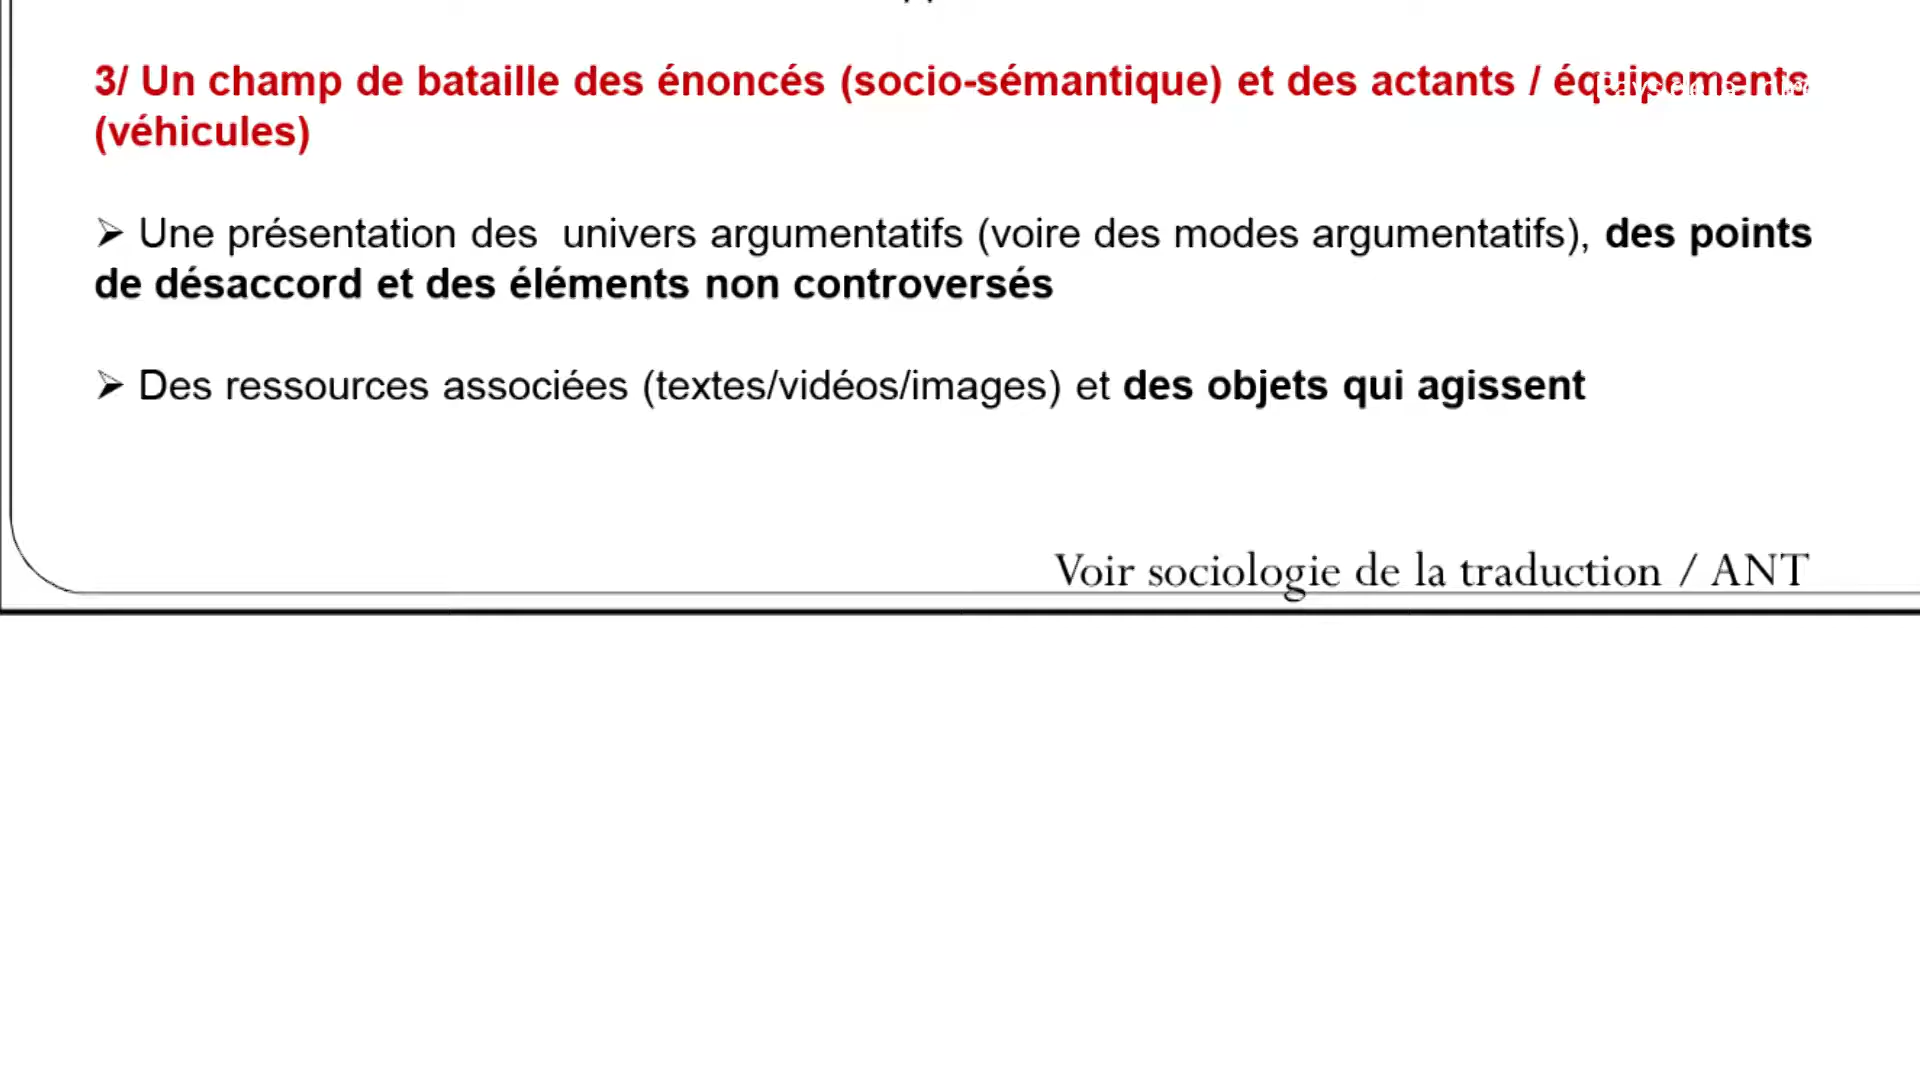 3/ Un champ de bataille des énoncés (socio-sémantique) et des actants / équipements
(véhicules)
➢ Une présentation des univers argumentatifs (voire des modes argumentatifs), des points
de désaccord et des éléments non controversés
➢ Des ressources associées (textes/vidéos/images) et des objets qui agissent
Voir sociologie de la traduction / ANT